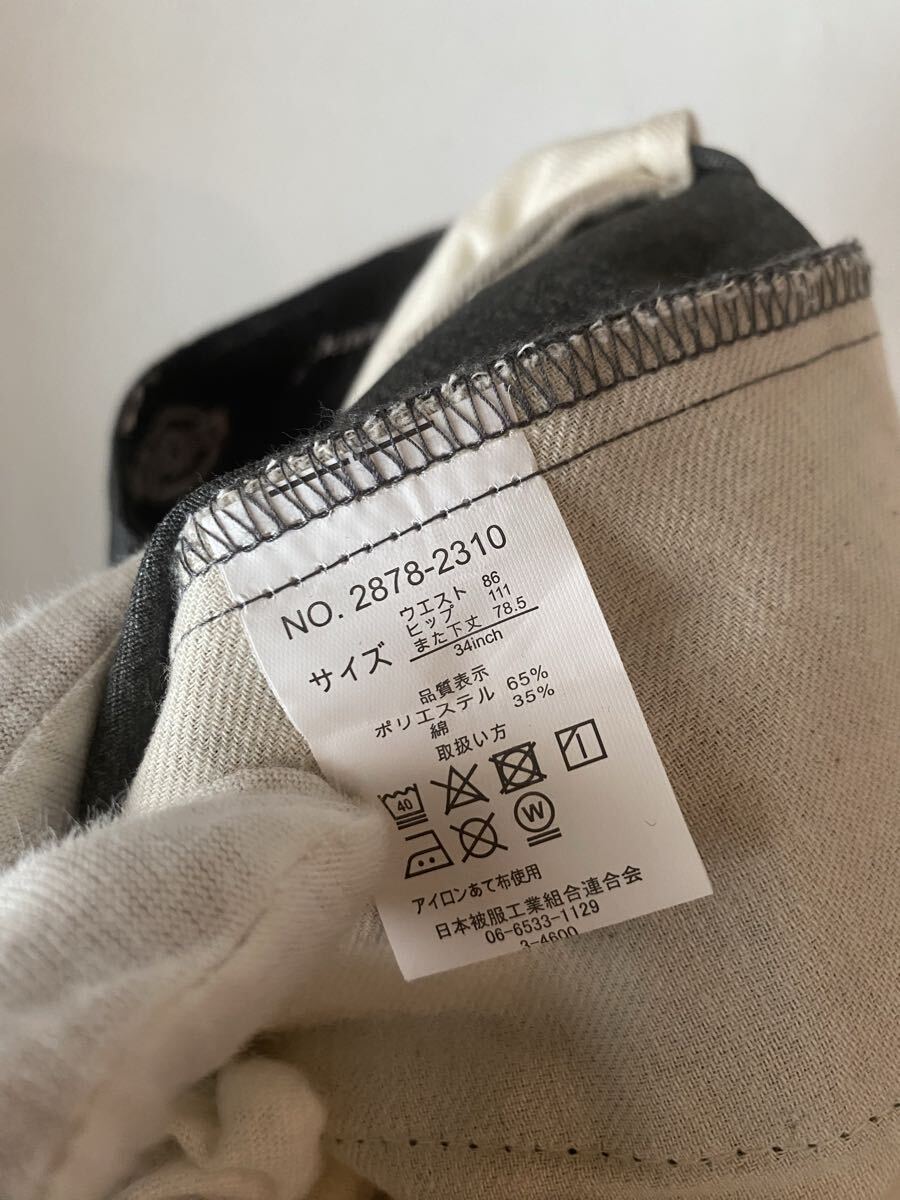 NO. 2878-2310
サイズ
ウエスト 86
ヒップ 111
また下丈 78.5
34inch
品質表示
ポリエステル 65%
綿 35%
取扱い方
40
W
アイロンあて布使用
日本被服工業組合連合会
06-6533-1129
3-4600